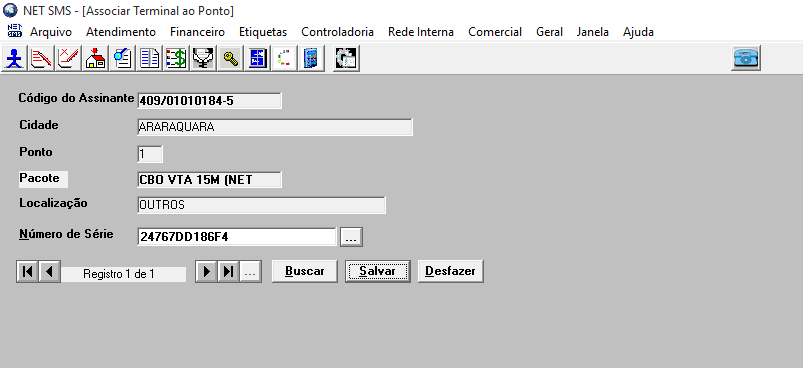 NET SMS - [Associar Terminal ao Ponto]
NET SMS Arquivo Atendimento Financeiro Etiquetas Controladoria Rede Interna Comercial Geral Janela Ajuda
Código do Assinante 409/01010184-5
Cidade ARARAQUARA
Ponto 1
Pacote CBO VTA 15M (NET
Localização OUTROS
Número de Série 24767DD186F4 ...
Registro 1 de 1 ... Buscar Salvar Desfazer